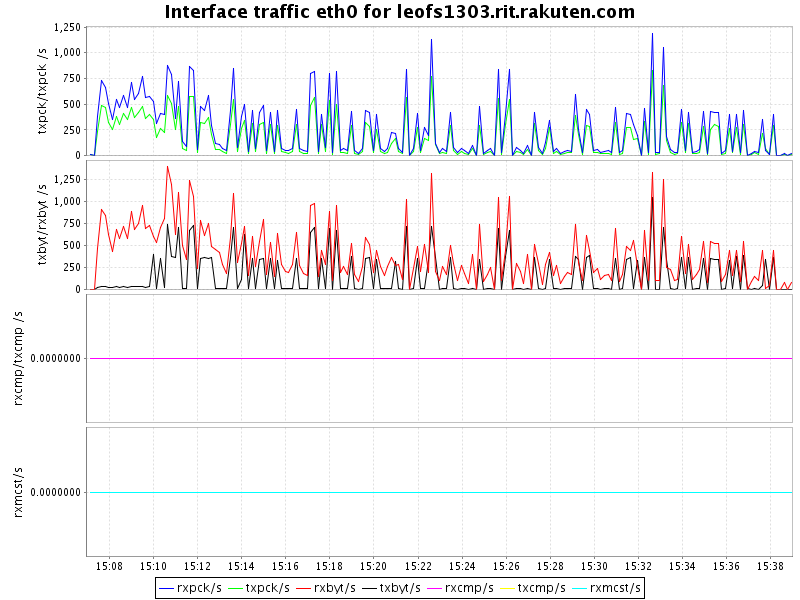 Interface traffic eth0 for leofs1303.rit.rakuten.com
txpck/txpck /s
1,250
1,000
750
500
250
0
txbyt/rxbyt /s
1,250
1,000
750
500
250
0
rxcmp/txcmp /s
0.0000000
rxmcst/s
0.0000000
15:08 15:10 15:12 15:14 15:16 15:18 15:20 15:22 15:24 15:26 15:28 15:30 15:32 15:34 15:36 15:38
rxpck/s txpck/s rxbyt/s txbyt/s rxcmp/s txcmp/s rxmcst/s